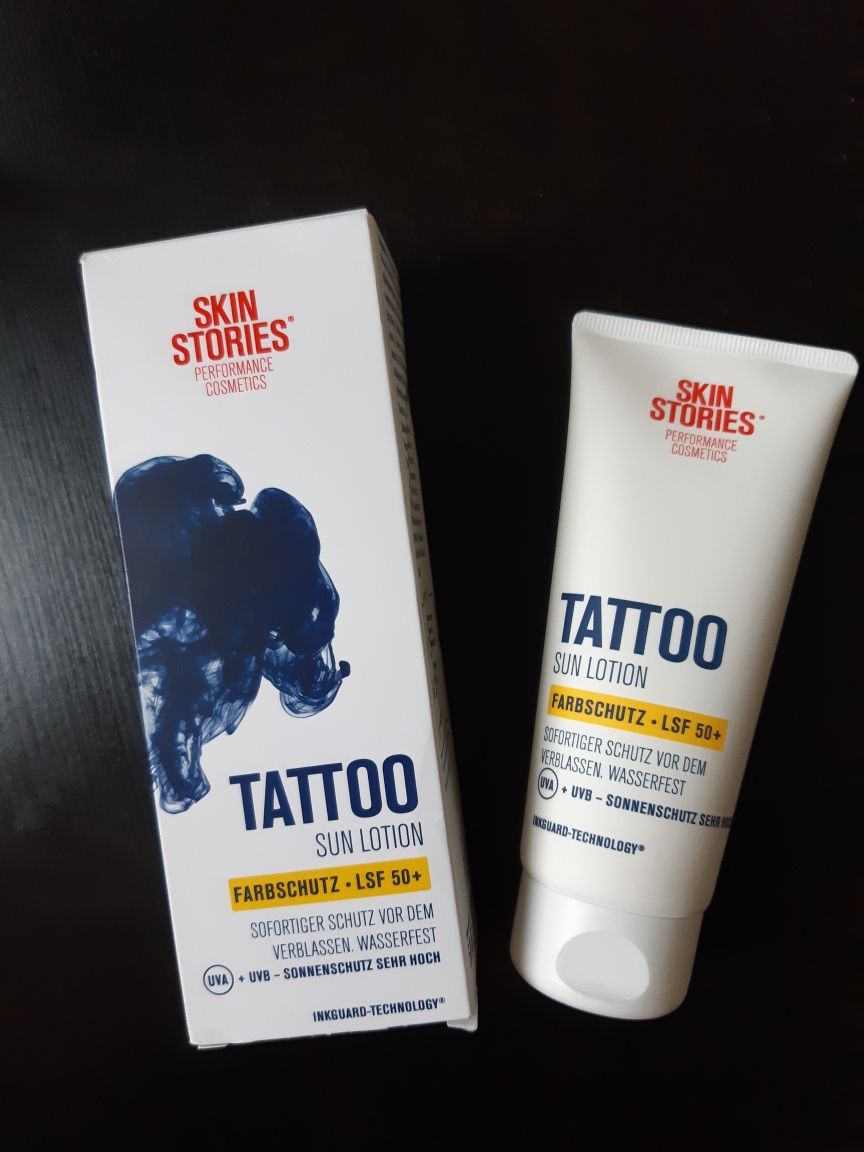 SKIN
STORIES®
PERFORMANCE
COSMETICS
TATTOO
SUN LOTION
FARBSCHUTZ • LSF 50+
SOFORTIGER SCHUTZ VOR DEM
VERBLASSEN. WASSERFEST
UVA + UVB – SONNENSCHUTZ SEHR HOCH
INKGUARD-TECHNOLOGY®
SKIN
STORIES®
PERFORMANCE
COSMETICS
TATTOO
SUN LOTION
FARBSCHUTZ • LSF 50+
SOFORTIGER SCHUTZ VOR DEM
VERBLASSEN. WASSERFEST
UVA + UVB – SONNENSCHUTZ SEHR
INKGUARD-TECHNOLOGY®